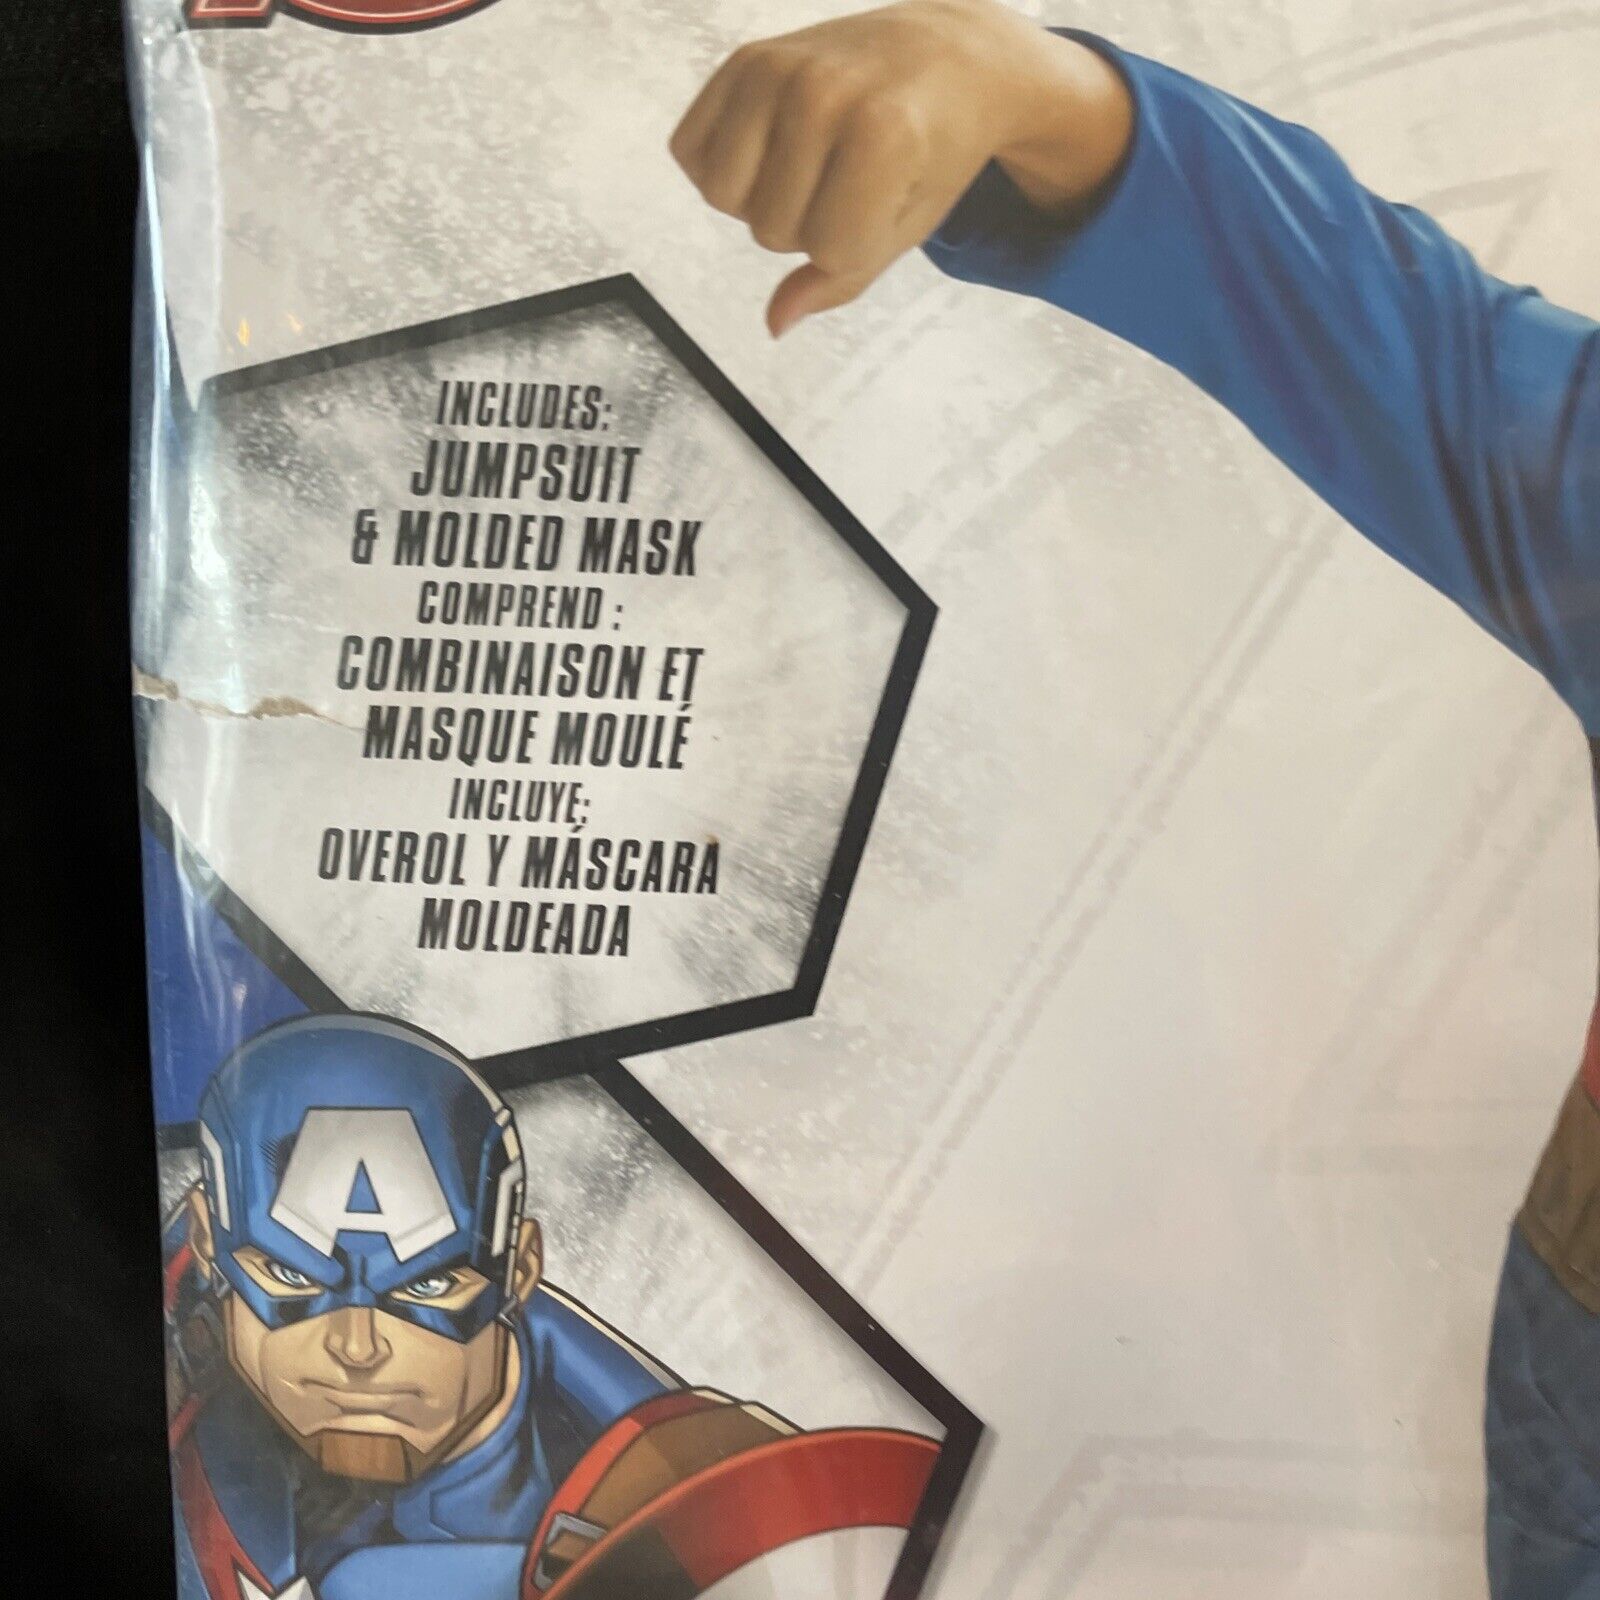 INCLUDES:
JUMPSUIT
& MOLDED MASK
COMPREND :
COMBINAISON ET
MASQUE MOULÉ
INCLUYE:
OVEROL Y MÁSCARA
MOLDEADA
A